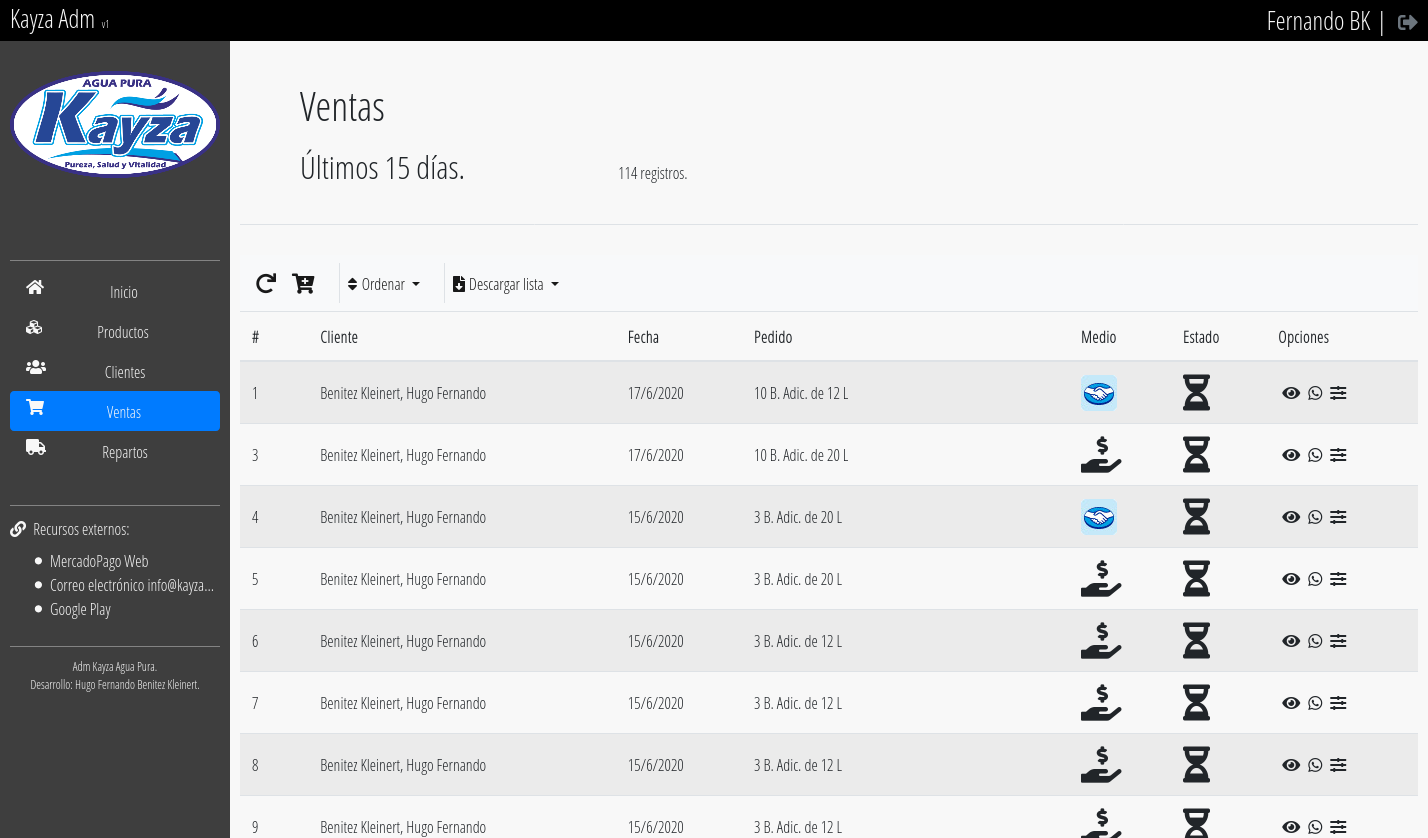 Kayza Adm v1
Fernando BK |
AGUA PURA
Kayza
Pureza, Salud y Vitalidad
Inicio
Productos
Clientes
Ventas
Repartos
Recursos externos:
MercadoPago Web
Correo electrónico info@kayza...
Google Play
Adm Kayza Agua Pura.
Desarrollo: Hugo Fernando Benitez Kleinert.
Ventas
Últimos 15 días. 114 registros.
Ordenar Descargar lista
# Cliente Fecha Pedido Medio Estado Opciones
1 Benitez Kleinert, Hugo Fernando 17/6/2020 10 B. Adic. de 12 L
3 Benitez Kleinert, Hugo Fernando 17/6/2020 10 B. Adic. de 20 L
4 Benitez Kleinert, Hugo Fernando 15/6/2020 3 B. Adic. de 20 L
5 Benitez Kleinert, Hugo Fernando 15/6/2020 3 B. Adic. de 20 L
6 Benitez Kleinert, Hugo Fernando 15/6/2020 3 B. Adic. de 12 L
7 Benitez Kleinert, Hugo Fernando 15/6/2020 3 B. Adic. de 12 L
8 Benitez Kleinert, Hugo Fernando 15/6/2020 3 B. Adic. de 12 L
9 Benitez Kleinert, Hugo Fernando 15/6/2020 3 B. Adic. de 12 L